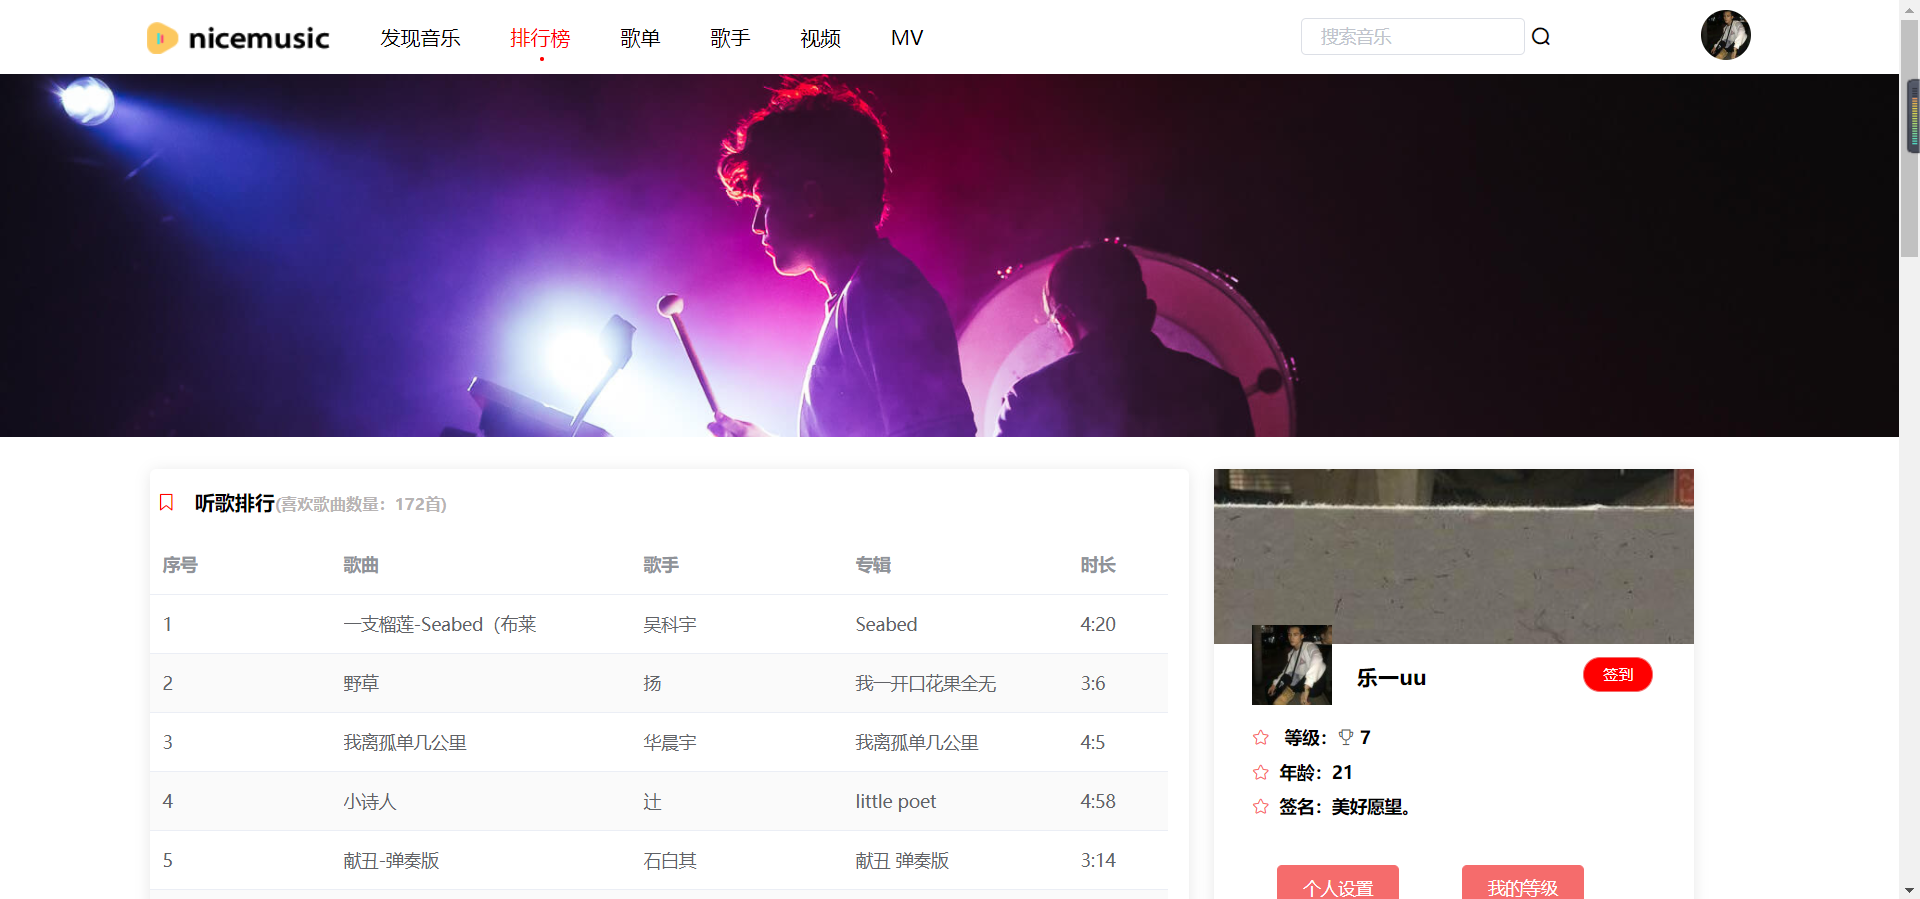 nicemusic 发现音乐 排行榜 歌单 歌手 视频 MV 搜索音乐
听歌排行(喜欢歌曲数量：172首)
序号 歌曲 歌手 专辑 时长
1 一支榴莲-Seabed（布莱 吴科宇 Seabed 4:20
2 野草 扬 我一开口花果全无 3:6
3 我离孤单几公里 华晨宇 我离孤单几公里 4:5
4 小诗人 辻 little poet 4:58
5 献丑-弹奏版 石白其 献丑 弹奏版 3:14
乐一uu 签到
等级： 7
年龄：21
签名：美好愿望。
个人设置 我的等级